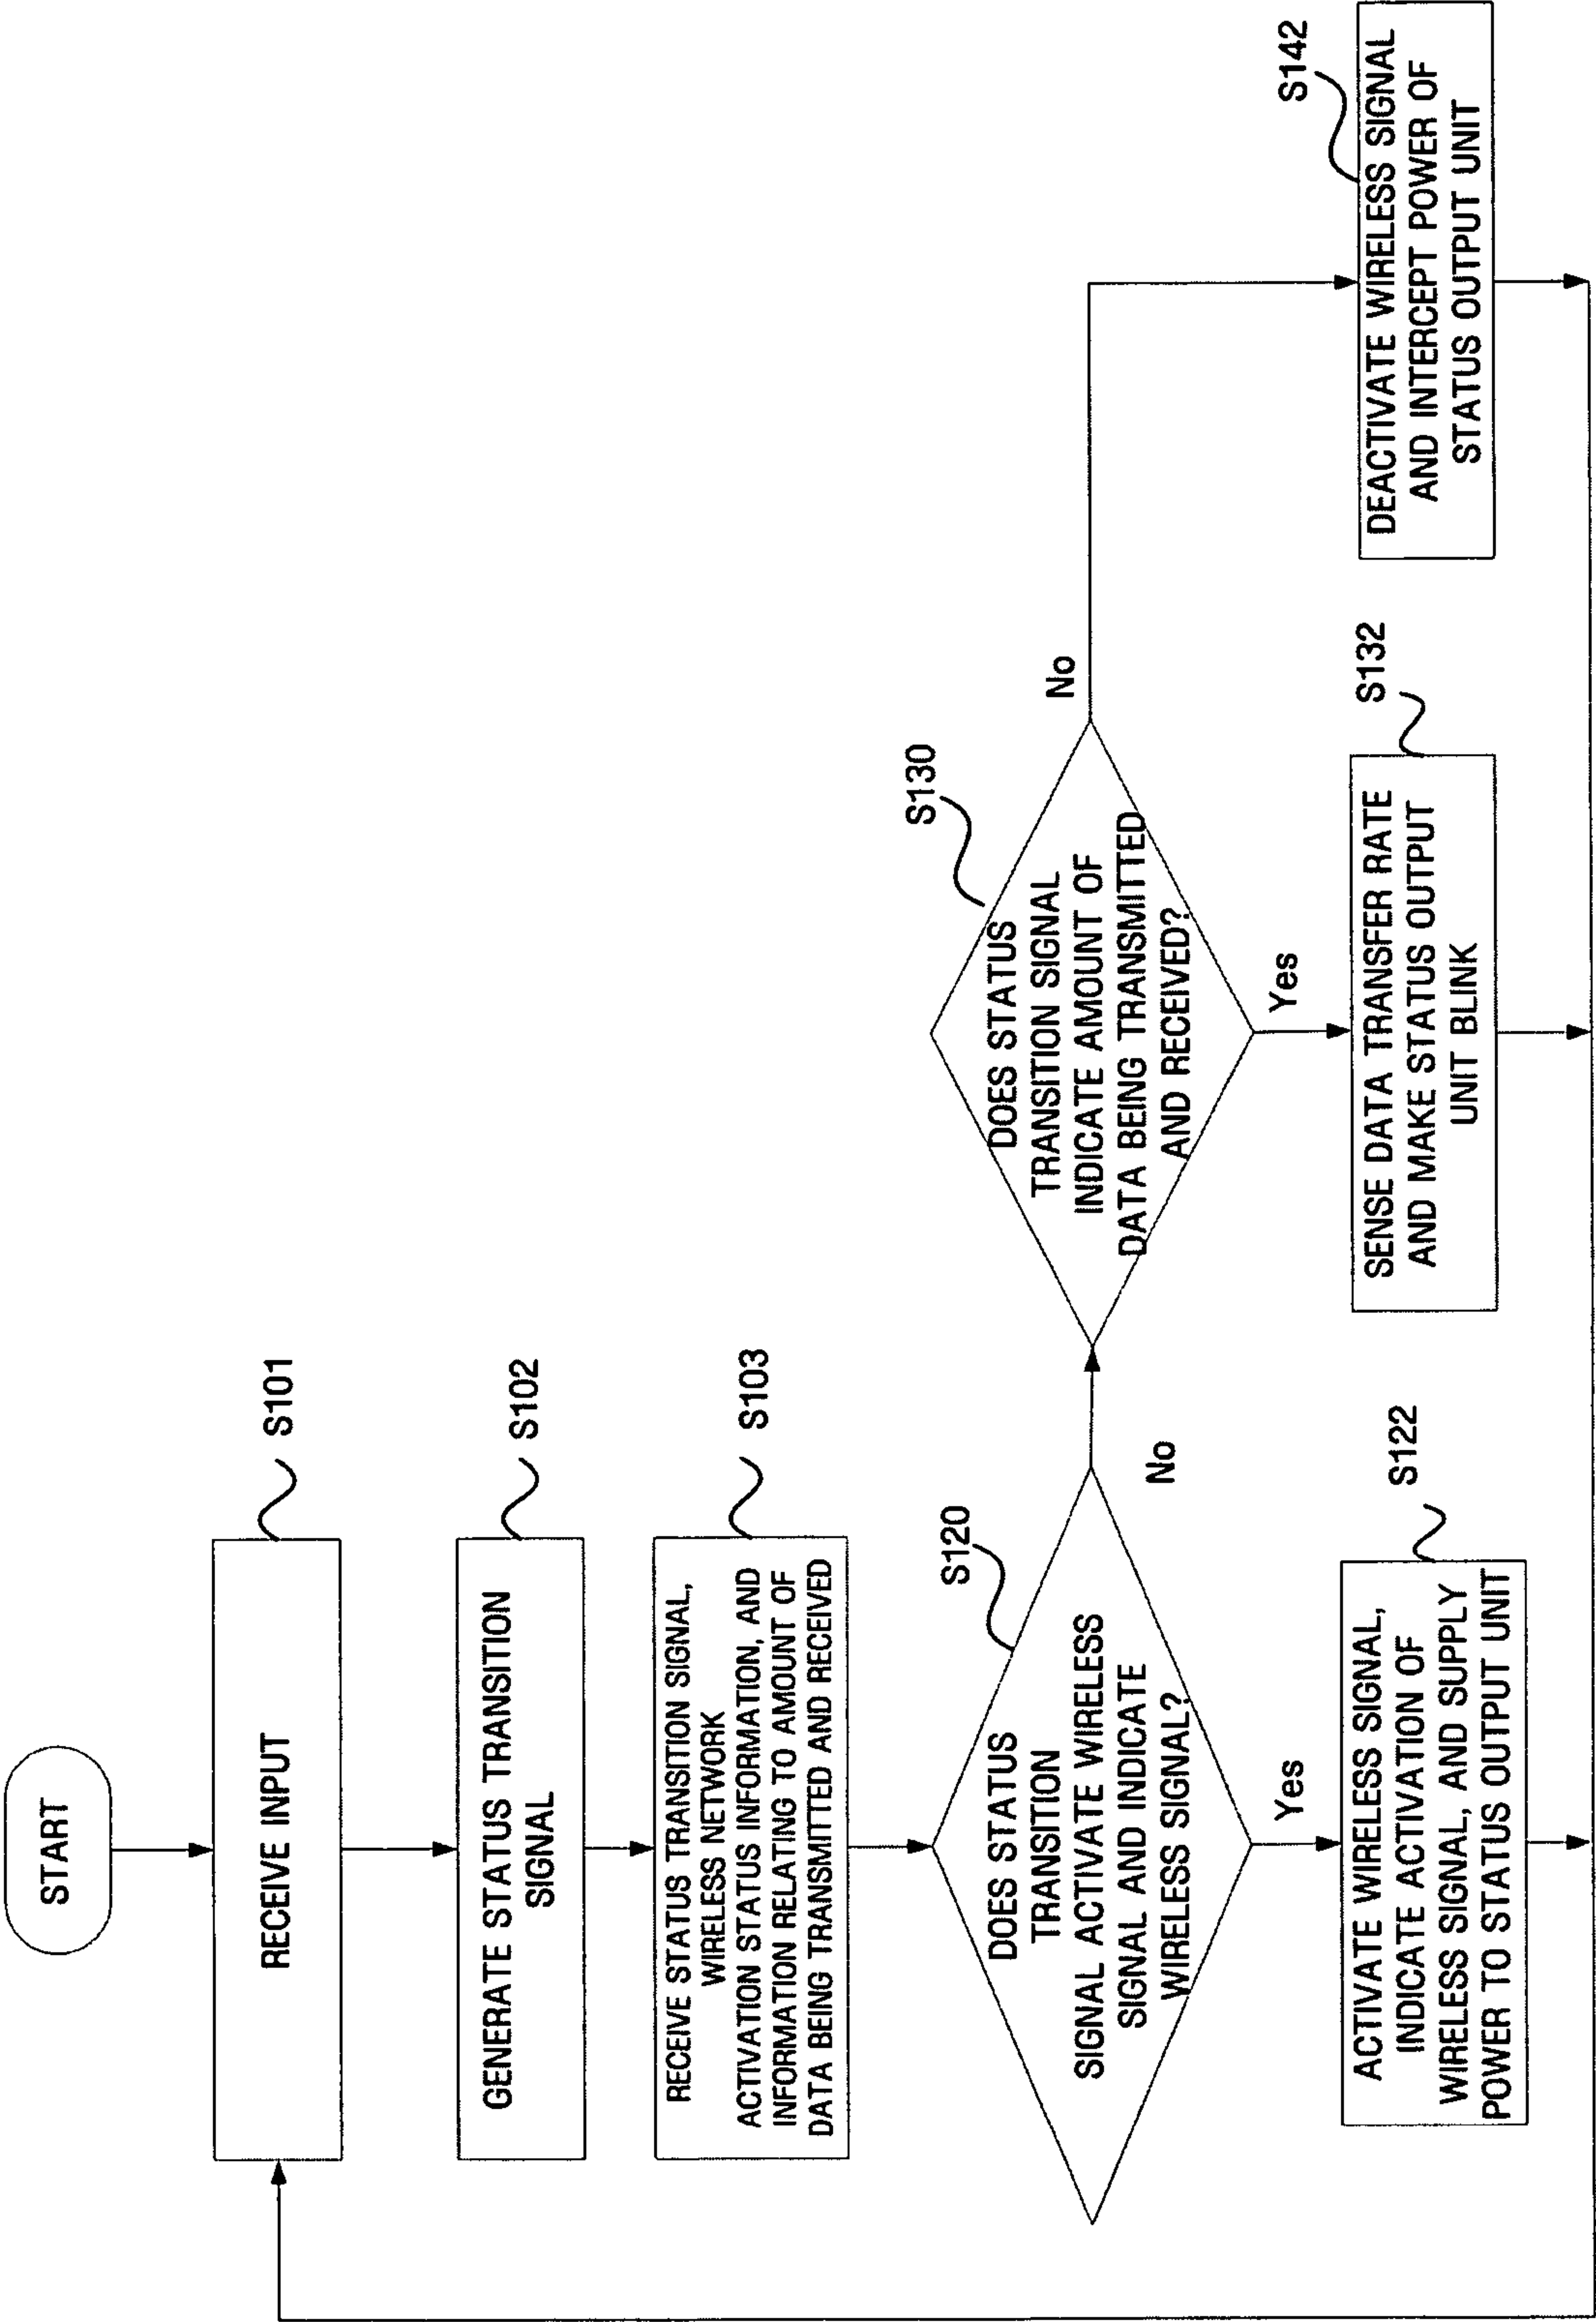 START
RECEIVE INPUT
S101
GENERATE STATUS TRANSITION
SIGNAL
S102
RECEIVE STATUS TRANSITION SIGNAL,
WIRELESS NETWORK
ACTIVATION STATUS INFORMATION, AND
INFORMATION RELATING TO AMOUNT OF
DATA BEING TRANSMITTED AND RECEIVED
S103
DOES STATUS
TRANSITION
SIGNAL ACTIVATE WIRELESS
SIGNAL AND INDICATE
WIRELESS SIGNAL?
S120
No
Yes
ACTIVATE WIRELESS SIGNAL,
INDICATE ACTIVATION OF
WIRELESS SIGNAL, AND SUPPLY
POWER TO STATUS OUTPUT UNIT
S122
DOES STATUS
TRANSITION SIGNAL
INDICATE AMOUNT OF
DATA BEING TRANSMITTED
AND RECEIVED?
S130
No
Yes
SENSE DATA TRANSFER RATE
AND MAKE STATUS OUTPUT
UNIT BLINK
S132
DEACTIVATE WIRELESS SIGNAL
AND INTERCEPT POWER OF
STATUS OUTPUT UNIT
S142